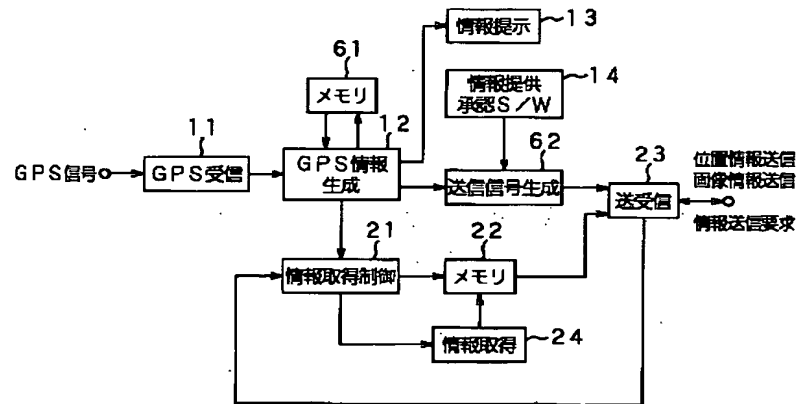 情報提示
13
61
メモリ
情報提供
承認S/W
14
11
12
GPS信号
GPS受信
GPS情報
生成
62
送信信号生成
23
送受信
位置情報送信
画像情報送信
情報送信要求
21
情報取得制御
22
メモリ
情報取得
24